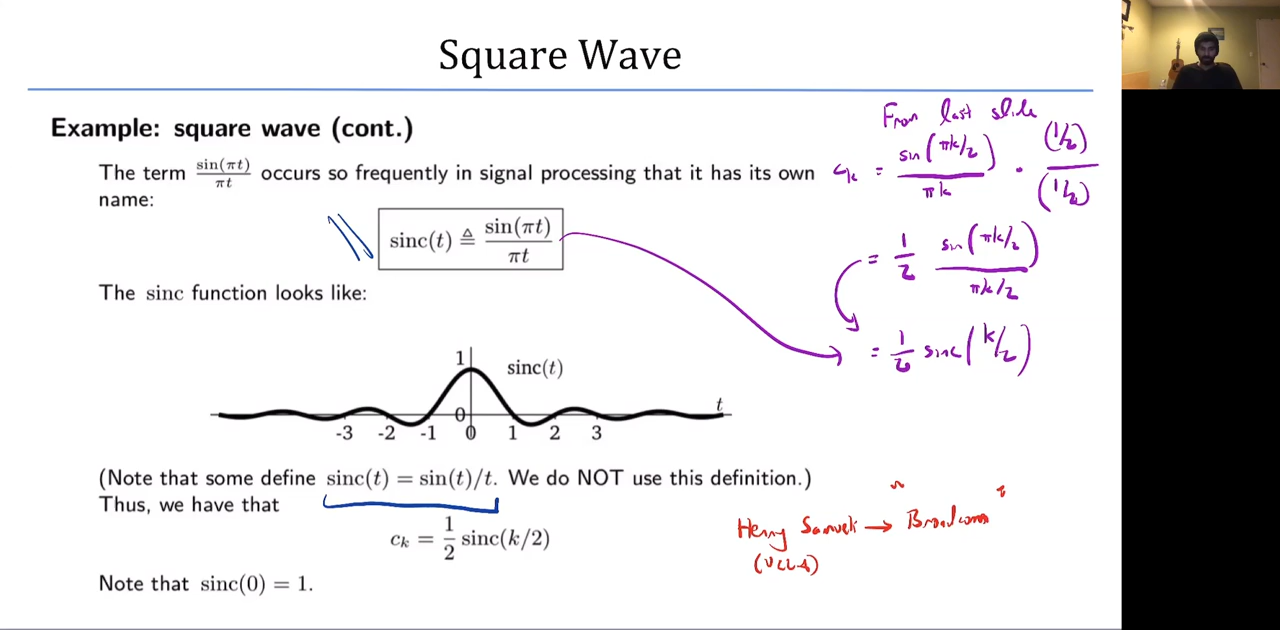 Square Wave
Example: square wave (cont.)
The term sin(πt)/πt occurs so frequently in signal processing that it has its own
name:
sinc(t) ≜ sin(πt)/πt
The sinc function looks like:
1
sinc(t)
0
t
-3 -2 -1 0 1 2 3
(Note that some define sinc(t) = sin(t)/t. We do NOT use this definition.)
Thus, we have that
c_k = 1/2 sinc(k/2)
Note that sinc(0) = 1.
From last slide
c_k = sin(πk/2)/πk · (1/2)/(1/2)
= 1/2 sin(πk/2)/πk/2
= 1/2 sinc(k/2)
Henry Samueli → Broadcom
(UCLA)